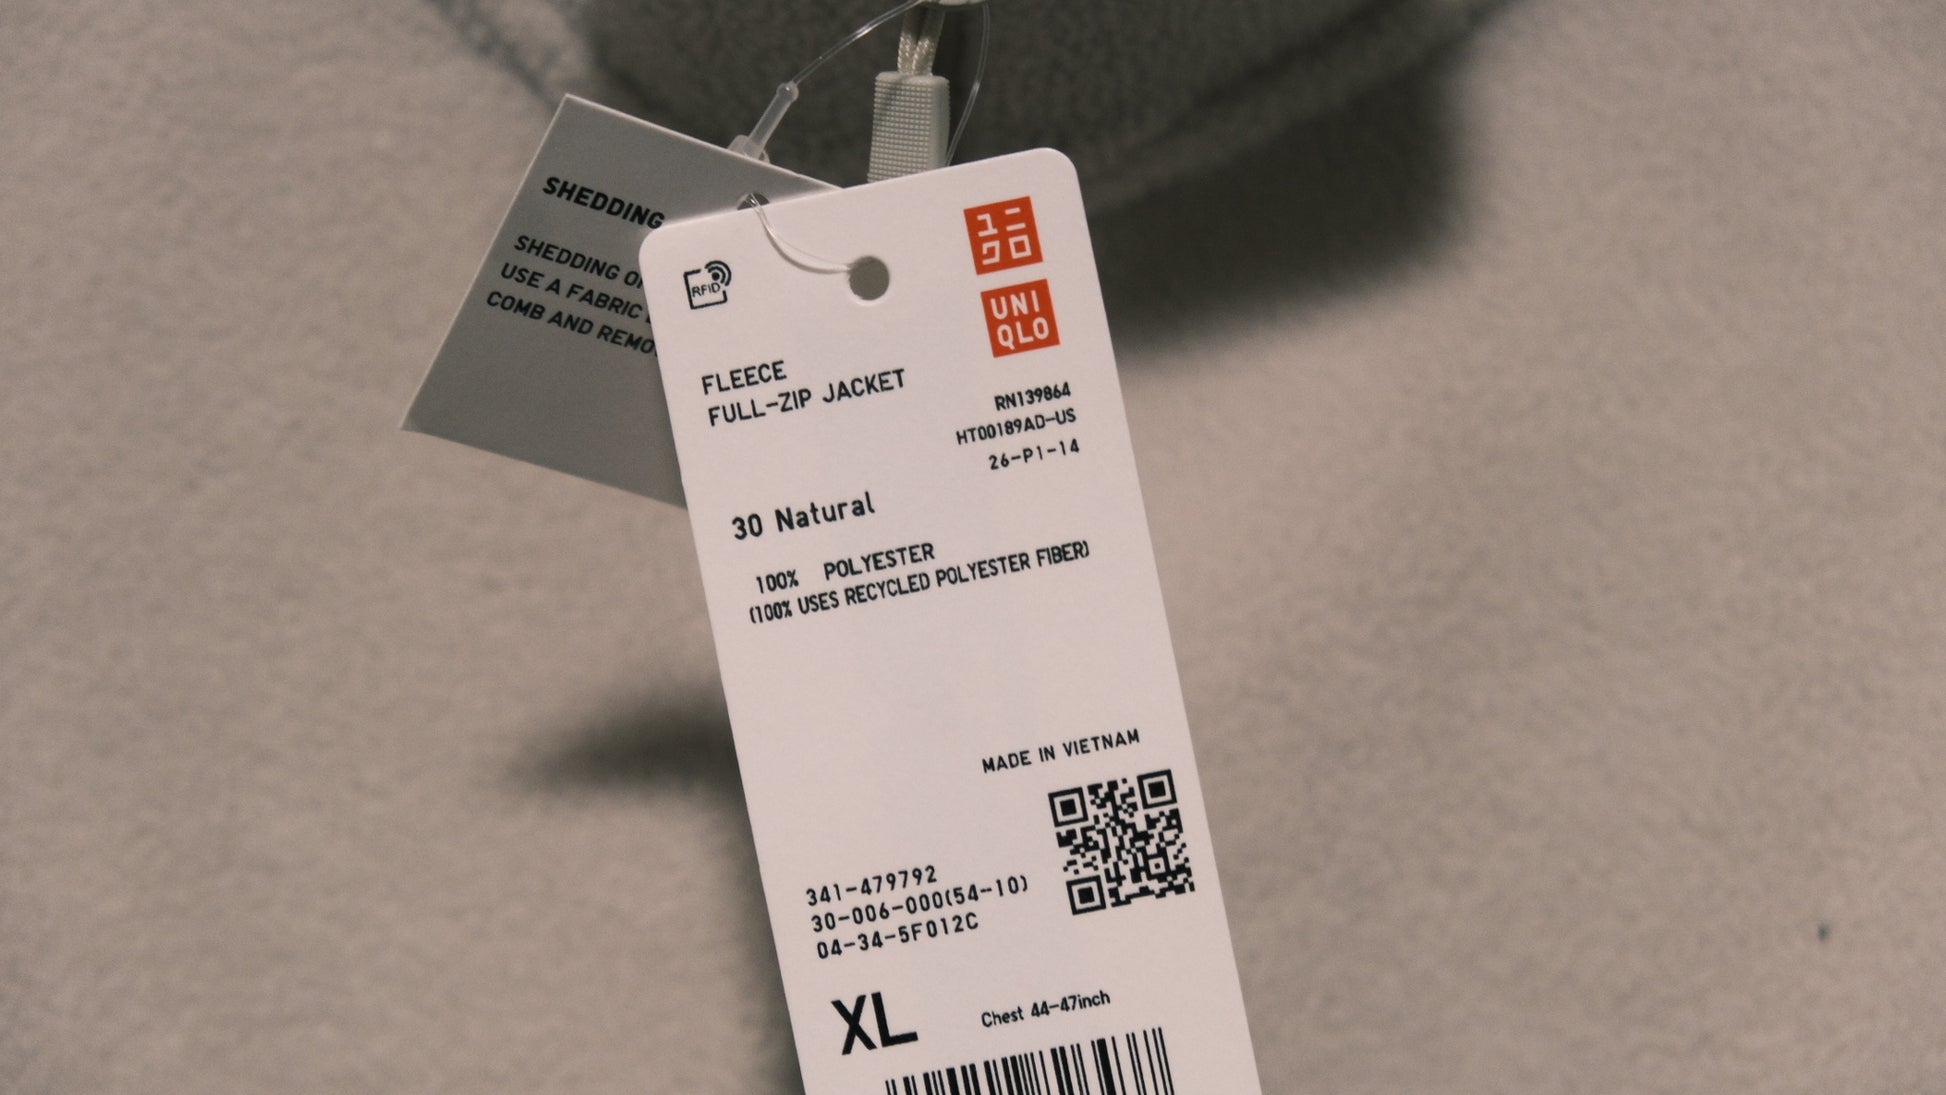 SHEDDING
SHEDDING
USE A FABRIC
COMB AND
RFID
ユニ
クロ
UNI
QLO
FLEECE
FULL-ZIP JACKET
RN139864
HT00189AD-US
26-P1-14
30 Natural
100% POLYESTER
(100% USES RECYCLED POLYESTER FIBER)
MADE IN VIETNAM
341-479792
30-006-000(54-10)
04-34-5F012C
XL
Chest 44-47inch